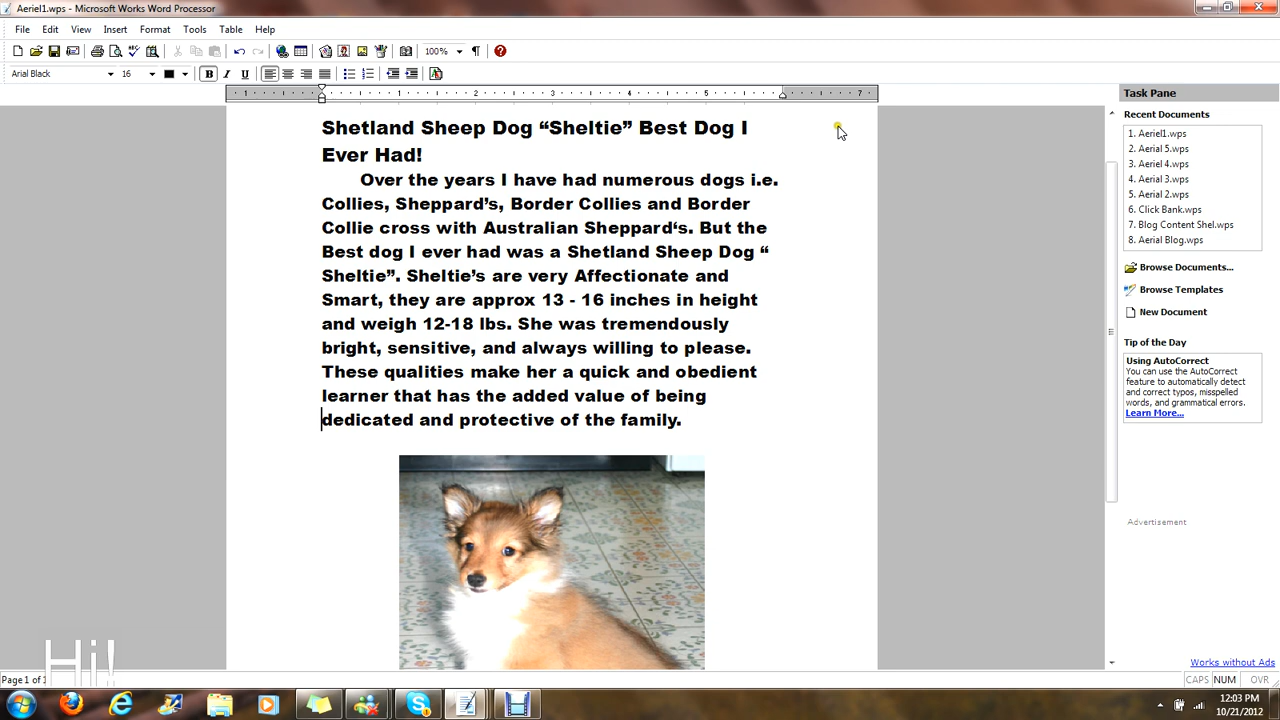 Aeriel1.wps - Microsoft Works Word Processor
File Edit View Insert Format Tools Table Help
100%
Arial Black 16 B I U
1 1 2 3 4 5 7
Shetland Sheep Dog “Sheltie” Best Dog I
Ever Had!
Over the years I have had numerous dogs i.e.
Collies, Sheppard’s, Border Collies and Border
Collie cross with Australian Sheppard‘s. But the
Best dog I ever had was a Shetland Sheep Dog “
Sheltie”. Sheltie’s are very Affectionate and
Smart, they are approx 13 - 16 inches in height
and weigh 12-18 lbs. She was tremendously
bright, sensitive, and always willing to please.
These qualities make her a quick and obedient
learner that has the added value of being
dedicated and protective of the family.
Task Pane
Recent Documents
1. Aeriel1.wps
2. Aerial 5.wps
3. Aeriel 4.wps
4. Aerial 3.wps
5. Aerial 2.wps
6. Click Bank.wps
7. Blog Content Shel.wps
8. Aerial Blog.wps
Browse Documents...
Browse Templates
New Document
Tip of the Day
Using AutoCorrect
You can use the AutoCorrect
feature to automatically detect
and correct typos, misspelled
words, and grammatical errors.
Learn More...
Advertisement
Works without Ads
Hi!
Page 1 of 1
CAPS NUM OVR
12:03 PM
10/21/2012